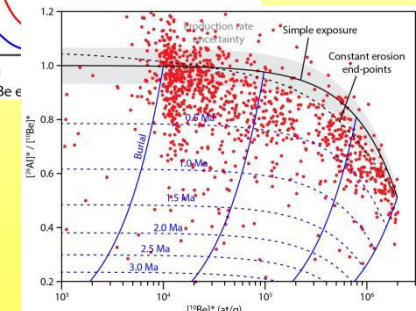 Be e
1.2
1.0
0.8
0.6
0.4
0.2
[²⁶Al]* / [¹⁰Be]*
Production rate
uncertainty
Simple exposure
Constant erosion
end-points
Burial
0.5 Ma
1.0 Ma
1.5 Ma
2.0 Ma
2.5 Ma
3.0 Ma
10³
10⁴
10⁵
10⁶
[¹⁰Be]* (at/g)